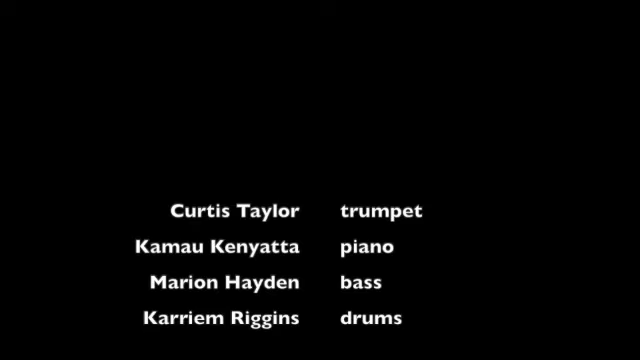 Curtis Taylor trumpet
Kamau Kenyatta piano
Marion Hayden bass
Karriem Riggins drums